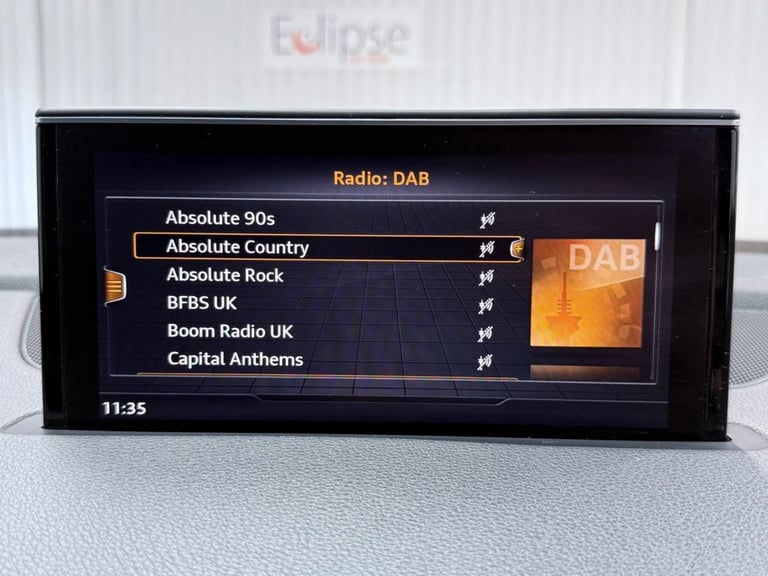 Eclipse
Radio: DAB
Absolute 90s
Absolute Country
Absolute Rock
BFBS UK
Boom Radio UK
Capital Anthems
DAB
11:35